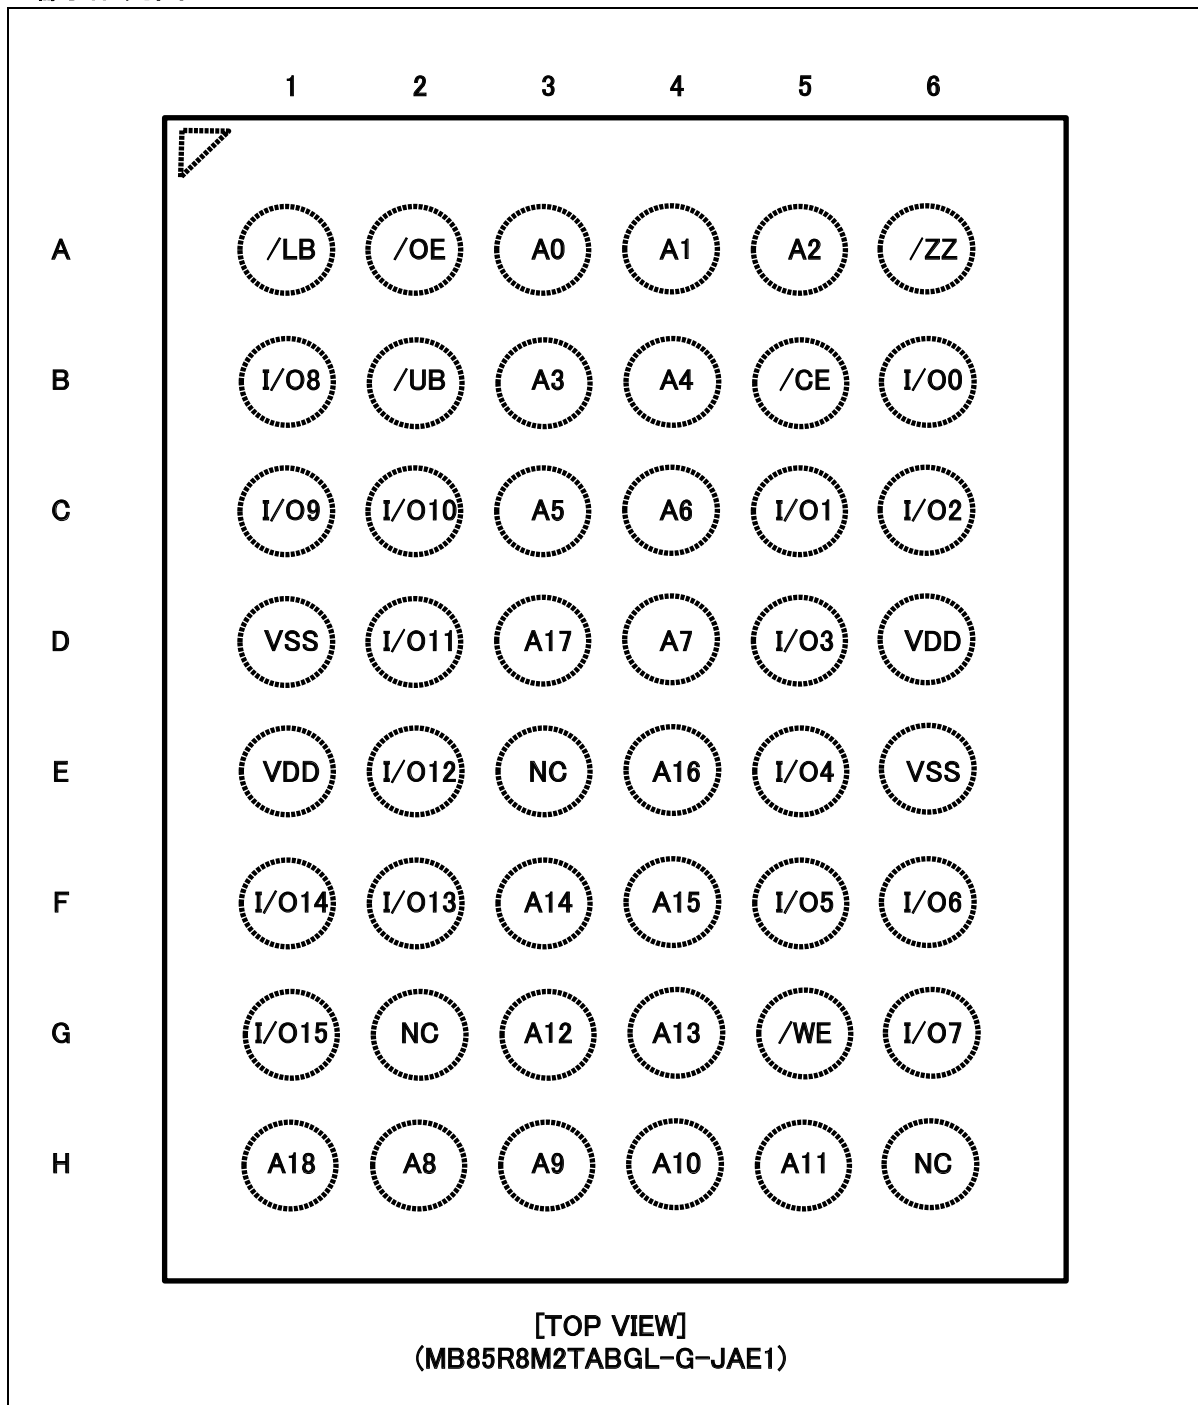 1 2 3 4 5 6
A /LB /OE A0 A1 A2 /ZZ
B I/O8 /UB A3 A4 /CE I/O0
C I/O9 I/O10 A5 A6 I/O1 I/O2
D VSS I/O11 A17 A7 I/O3 VDD
E VDD I/O12 NC A16 I/O4 VSS
F I/O14 I/O13 A14 A15 I/O5 I/O6
G I/O15 NC A12 A13 /WE I/O7
H A18 A8 A9 A10 A11 NC
[TOP VIEW]
(MB85R8M2TABGL-G-JAE1)